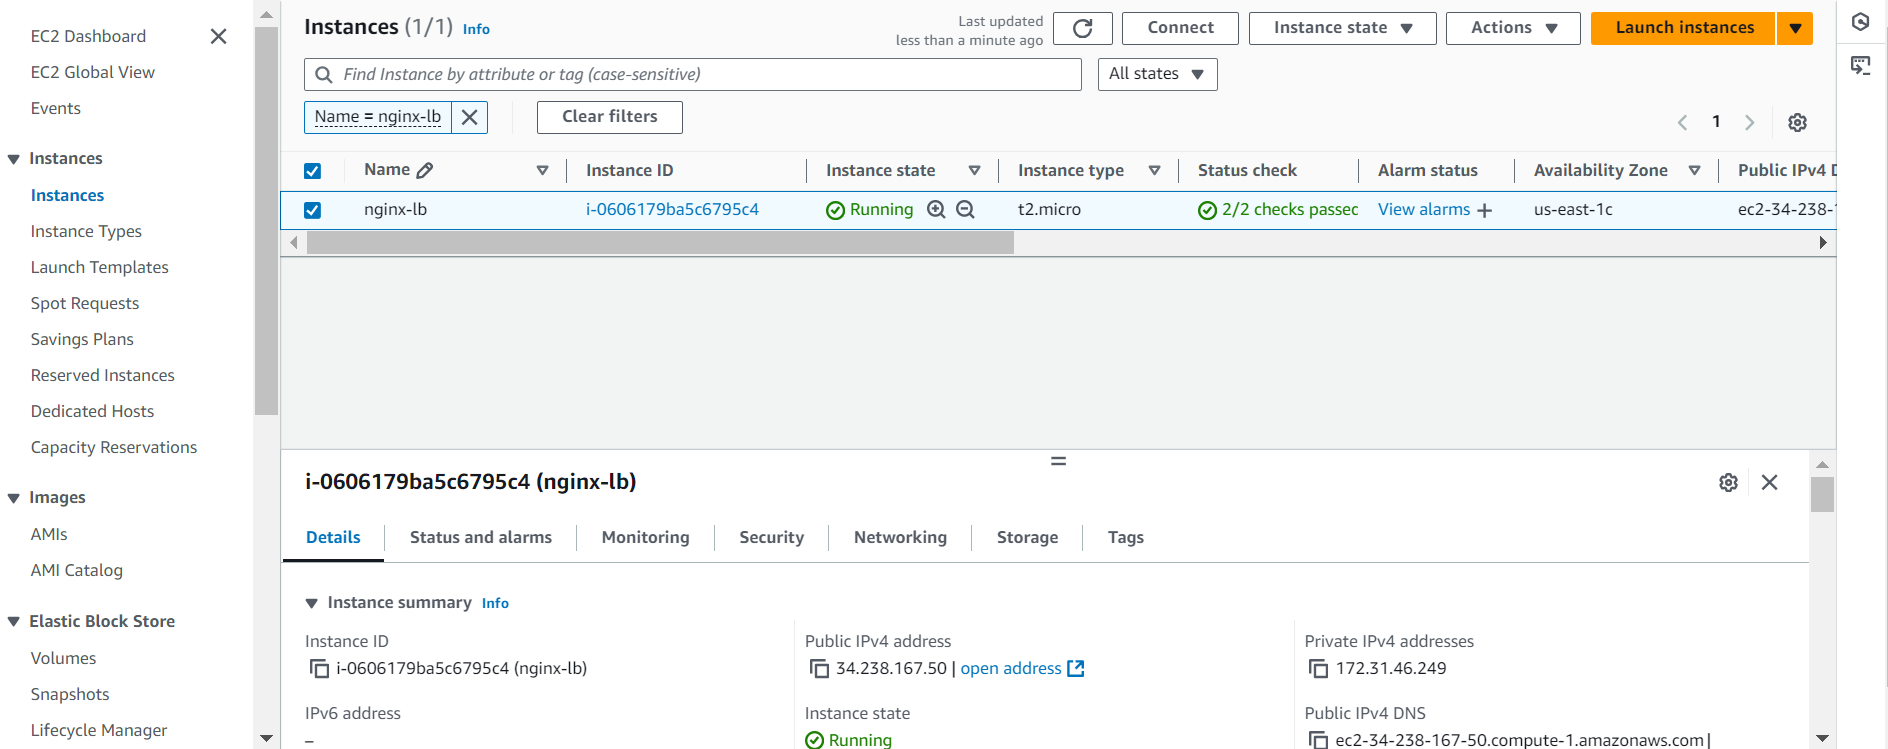 EC2 Dashboard
EC2 Global View
Events
Instances
Instances
Instance Types
Launch Templates
Spot Requests
Savings Plans
Reserved Instances
Dedicated Hosts
Capacity Reservations
Images
AMIs
AMI Catalog
Elastic Block Store
Volumes
Snapshots
Lifecycle Manager
Instances (1/1) Info
Last updated
less than a minute ago
Connect
Instance state
Actions
Launch instances
Find Instance by attribute or tag (case-sensitive)
All states
Name = nginx-lb
Clear filters
1
Name Instance ID Instance state Instance type Status check Alarm status Availability Zone Public IPv4 D
nginx-lb i-0606179ba5c6795c4 Running t2.micro 2/2 checks passec View alarms + us-east-1c ec2-34-238-1
i-0606179ba5c6795c4 (nginx-lb)
Details Status and alarms Monitoring Security Networking Storage Tags
Instance summary Info
Instance ID
i-0606179ba5c6795c4 (nginx-lb)
Public IPv4 address
34.238.167.50 | open address
Private IPv4 addresses
172.31.46.249
IPv6 address
–
Instance state
Running
Public IPv4 DNS
ec2-34-238-167-50.compute-1.amazonaws.com |